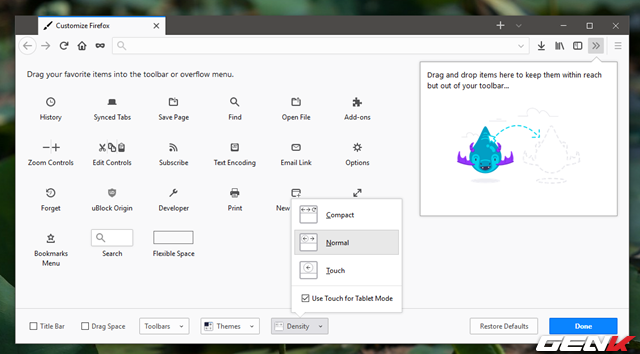 Customize Firefox
Drag your favorite items into the toolbar or overflow menu.
Drag and drop items here to keep them within reach
but out of your toolbar...
History
Synced Tabs
Save Page
Find
Open File
Add-ons
Zoom Controls
Edit Controls
Subscribe
Text Encoding
Email Link
Options
Forget
uBlock Origin
Developer
Print
New
Bookmarks
Menu
Search
Search
Flexible Space
Compact
Normal
Touch
Use Touch for Tablet Mode
Title Bar
Drag Space
Toolbars
Themes
Density
Restore Defaults
Done
GENK